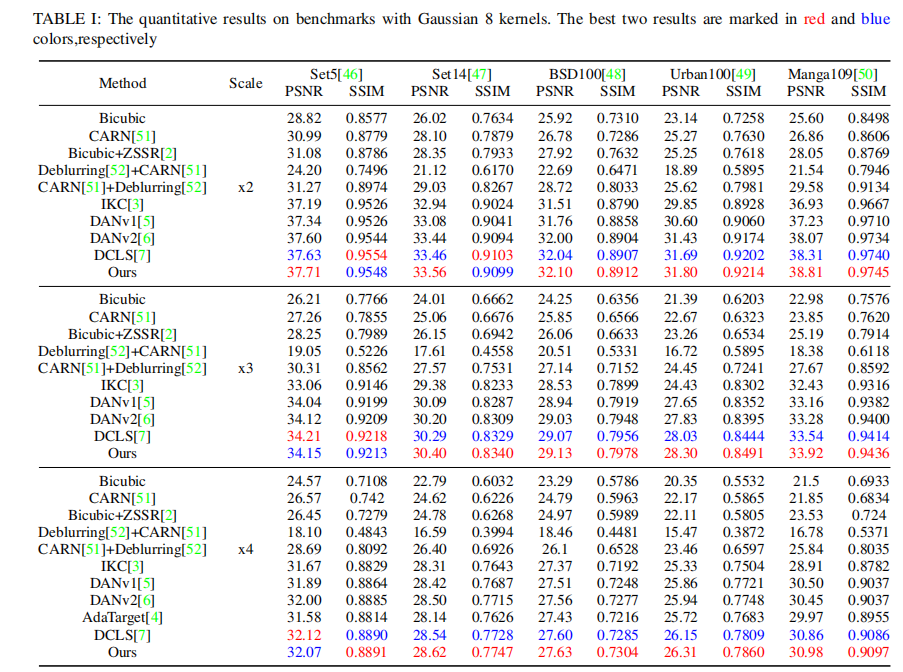 TABLE I: The quantitative results on benchmarks with Gaussian 8 kernels. The best two results are marked in red and blue
colors,respectively
Method Scale Set5[46] Set14[47] BSD100[48] Urban100[49] Manga109[50]
PSNR SSIM PSNR SSIM PSNR SSIM PSNR SSIM PSNR SSIM
Bicubic 28.82 0.8577 26.02 0.7634 25.92 0.7310 23.14 0.7258 25.60 0.8498
CARN[51] 30.99 0.8779 28.10 0.7879 26.78 0.7286 25.27 0.7630 26.86 0.8606
Bicubic+ZSSR[2] 31.08 0.8786 28.35 0.7933 27.92 0.7632 25.25 0.7618 28.05 0.8769
Deblurring[52]+CARN[51] 24.20 0.7496 21.12 0.6170 22.69 0.6471 18.89 0.5895 21.54 0.7946
CARN[51]+Deblurring[52] x2 31.27 0.8974 29.03 0.8267 28.72 0.8033 25.62 0.7981 29.58 0.9134
IKC[3] 37.19 0.9526 32.94 0.9024 31.51 0.8790 29.85 0.8928 36.93 0.9667
DANv1[5] 37.34 0.9526 33.08 0.9041 31.76 0.8858 30.60 0.9060 37.23 0.9710
DANv2[6] 37.60 0.9544 33.44 0.9094 32.00 0.8904 31.43 0.9174 38.07 0.9734
DCLS[7] 37.63 0.9554 33.46 0.9103 32.04 0.8907 31.69 0.9202 38.31 0.9740
Ours 37.71 0.9548 33.56 0.9099 32.10 0.8912 31.80 0.9214 38.81 0.9745
Bicubic 26.21 0.7766 24.01 0.6662 24.25 0.6356 21.39 0.6203 22.98 0.7576
CARN[51] 27.26 0.7855 25.06 0.6676 25.85 0.6566 22.67 0.6323 23.85 0.7620
Bicubic+ZSSR[2] 28.25 0.7989 26.15 0.6942 26.06 0.6633 23.26 0.6534 25.19 0.7914
Deblurring[52]+CARN[51] 19.05 0.5226 17.61 0.4558 20.51 0.5331 16.72 0.5895 18.38 0.6118
CARN[51]+Deblurring[52] x3 30.31 0.8562 27.57 0.7531 27.14 0.7152 24.45 0.7241 27.67 0.8592
IKC[3] 33.06 0.9146 29.38 0.8233 28.53 0.7899 24.43 0.8302 32.43 0.9316
DANv1[5] 34.04 0.9199 30.09 0.8287 28.94 0.7919 27.65 0.8352 33.16 0.9382
DANv2[6] 34.12 0.9209 30.20 0.8309 29.03 0.7948 27.83 0.8395 33.28 0.9400
DCLS[7] 34.21 0.9218 30.29 0.8329 29.07 0.7956 28.03 0.8444 33.54 0.9414
Ours 34.15 0.9213 30.40 0.8340 29.13 0.7978 28.30 0.8491 33.92 0.9436
Bicubic 24.57 0.7108 22.79 0.6032 23.29 0.5786 20.35 0.5532 21.5 0.6933
CARN[51] 26.57 0.742 24.62 0.6226 24.79 0.5963 22.17 0.5865 21.85 0.6834
Bicubic+ZSSR[2] 26.45 0.7279 24.78 0.6268 24.97 0.5989 22.11 0.5805 23.53 0.724
Deblurring[52]+CARN[51] 18.10 0.4843 16.59 0.3994 18.46 0.4481 15.47 0.3872 16.78 0.5371
CARN[51]+Deblurring[52] x4 28.69 0.8092 26.40 0.6926 26.1 0.6528 23.46 0.6597 25.84 0.8035
IKC[3] 31.67 0.8829 28.31 0.7643 27.37 0.7192 25.33 0.7504 28.91 0.8782
DANv1[5] 31.89 0.8864 28.42 0.7687 27.51 0.7248 25.86 0.7721 30.50 0.9037
DANv2[6] 32.00 0.8885 28.50 0.7715 27.56 0.7277 25.94 0.7748 30.45 0.9037
AdaTarget[4] 31.58 0.8814 28.14 0.7626 27.43 0.7216 25.72 0.7683 29.97 0.8955
DCLS[7] 32.12 0.8890 28.54 0.7728 27.60 0.7285 26.15 0.7809 30.86 0.9086
Ours 32.07 0.8891 28.62 0.7747 27.63 0.7304 26.31 0.7860 30.98 0.9097